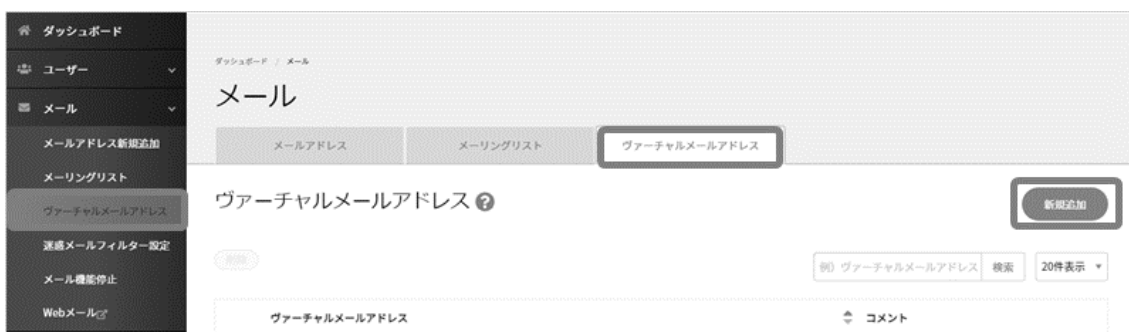 ダッシュボード
ユーザー
メール
メールアドレス新規追加
メーリングリスト
ヴァーチャルメールアドレス
迷惑メールフィルター設定
メール機能停止
Webメール
ダッシュボード / メール
メール
メールアドレス
メーリングリスト
ヴァーチャルメールアドレス
ヴァーチャルメールアドレス
新規追加
削除
例）ヴァーチャルメールアドレス
検索
20件表示
ヴァーチャルメールアドレス
コメント